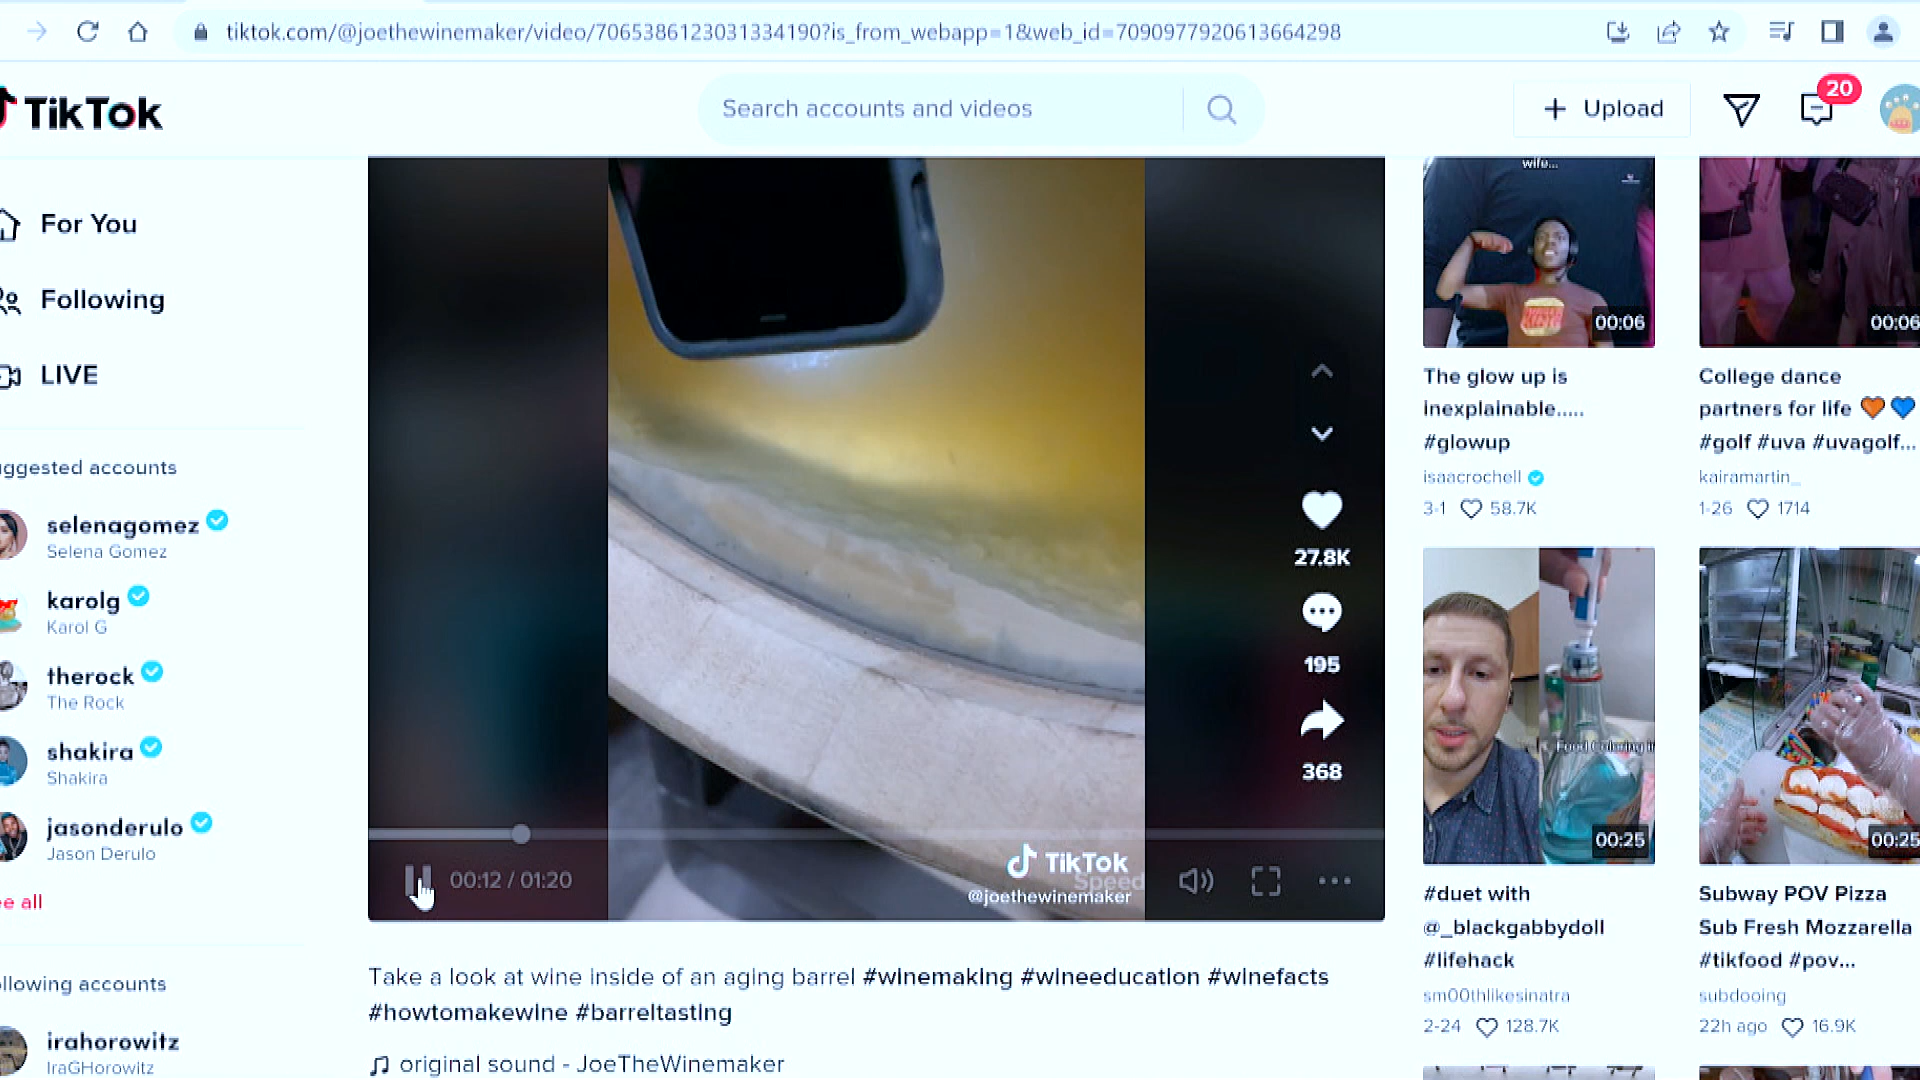 tiktok.com/@joethewinemaker/video/7065386123031334190?is_from_webapp=1&web_id=7090977920613664298
TikTok
Search accounts and videos
Upload
20
For You
Following
LIVE
ggested accounts
selenagomez
Selena Gomez
karolg
Karol G
therock
The Rock
shakira
Shakira
jasonderulo
Jason Derulo
ee all
llowing accounts
irahorowitz
IraGHorowitz
27.8K
195
368
00:12 / 01:20
TikTok
Speed
@joethewinemaker
Take a look at wine inside of an aging barrel #winemaking #wineeducation #winefacts
#howtomakewine #barreltasting
original sound - JoeTheWinemaker
wife...
00:06
The glow up is
inexplainable.....
#glowup
isaacrochell
3-1 58.7K
00:06
College dance
partners for life 🧡💙
#golf #uva #uvagolf...
kairamartin_
1-26 1714
Food Coloring in
00:25
#duet with
@_blackgabbydoll
#lifehack
sm00thlikesinatra
2-24 128.7K
00:25
Subway POV Pizza
Sub Fresh Mozzarella
#tikfood #pov...
subdooing
22h ago 16.9K